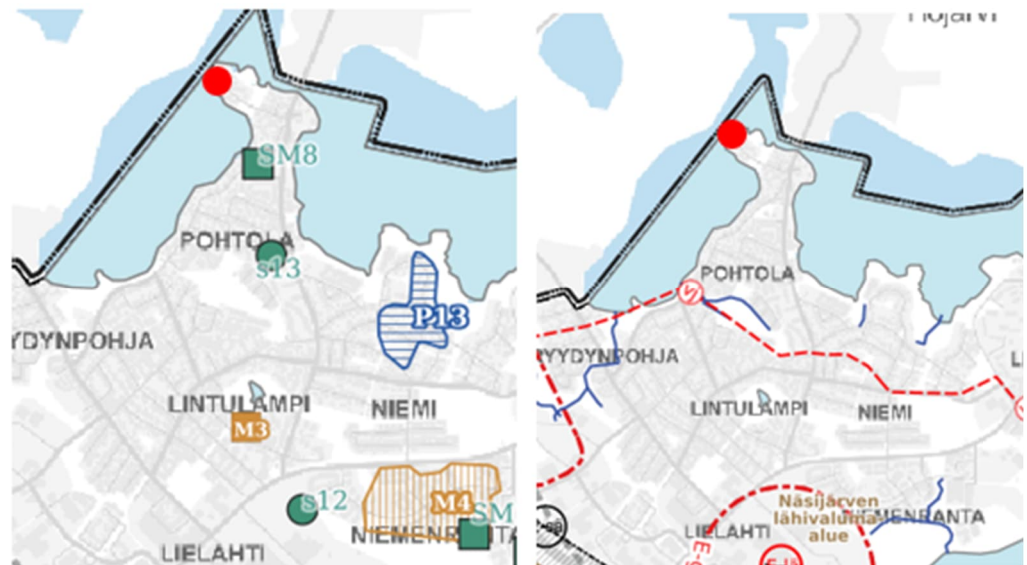 SM8
POHTOLA
s13
P13
YDYNPOHJA
LINTULAMPI
NIEMI
M3
M4
s12
SM
NIEMENRANTA
LIELAHTI
POHTOLA
YYDYNPOHJA
LINTULAMPI
NIEMI
Näsijärven
lähivaluma-
alue
NIEMENRANTA
LIELAHTI